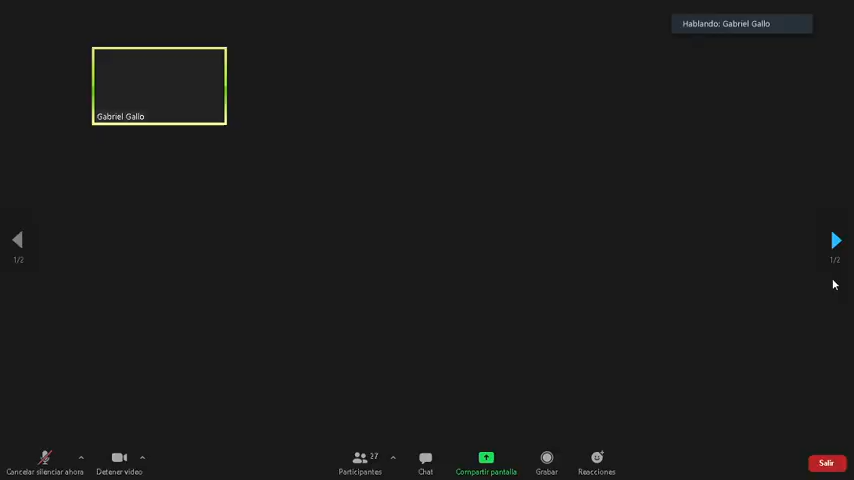 Hablando: Gabriel Gallo
Gabriel Gallo
1/2
1/2
37
Cancelar silenciar ahora
Detener video
Participantes
Chat
Compartir pantalla
Grabar
Reacciones
Salir